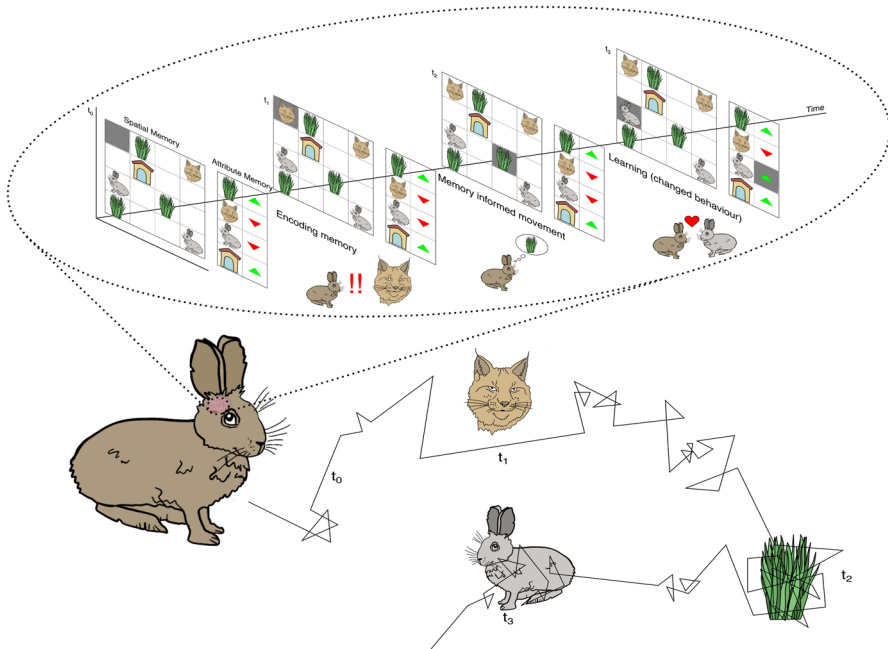 t3
Time
t2
t1
t0
Spatial Memory
Attribute Memory
Learning (changed behaviour)
Memory informed movement
Encoding memory
!!
t0
t1
t2
t3